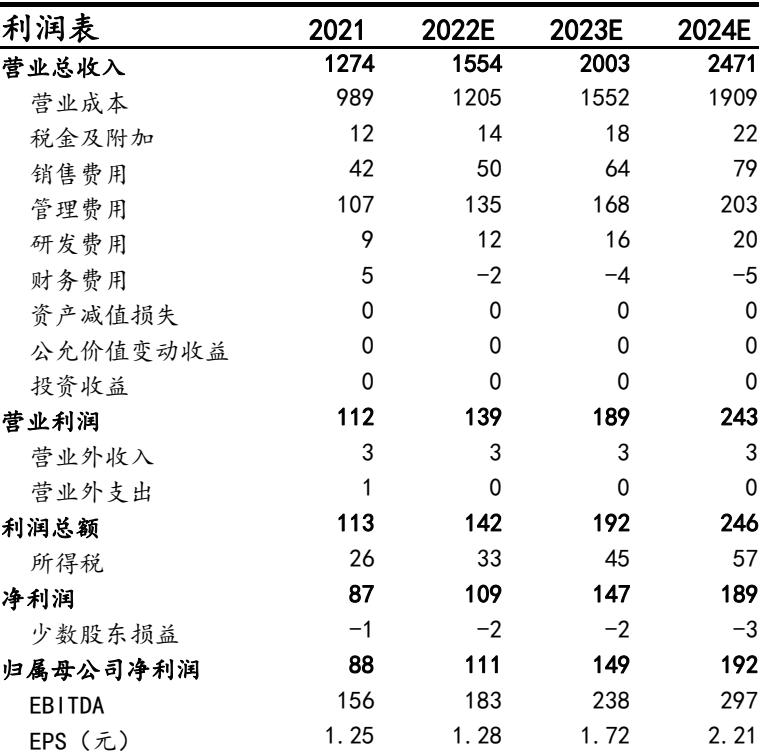 利润表 2021 2022E 2023E 2024E
营业总收入 1274 1554 2003 2471
营业成本 989 1205 1552 1909
税金及附加 12 14 18 22
销售费用 42 50 64 79
管理费用 107 135 168 203
研发费用 9 12 16 20
财务费用 5 -2 -4 -5
资产减值损失 0 0 0 0
公允价值变动收益 0 0 0 0
投资收益 0 0 0 0
营业利润 112 139 189 243
营业外收入 3 3 3 3
营业外支出 1 0 0 0
利润总额 113 142 192 246
所得税 26 33 45 57
净利润 87 109 147 189
少数股东损益 -1 -2 -2 -3
归属母公司净利润 88 111 149 192
EBITDA 156 183 238 297
EPS（元） 1.25 1.28 1.72 2.21